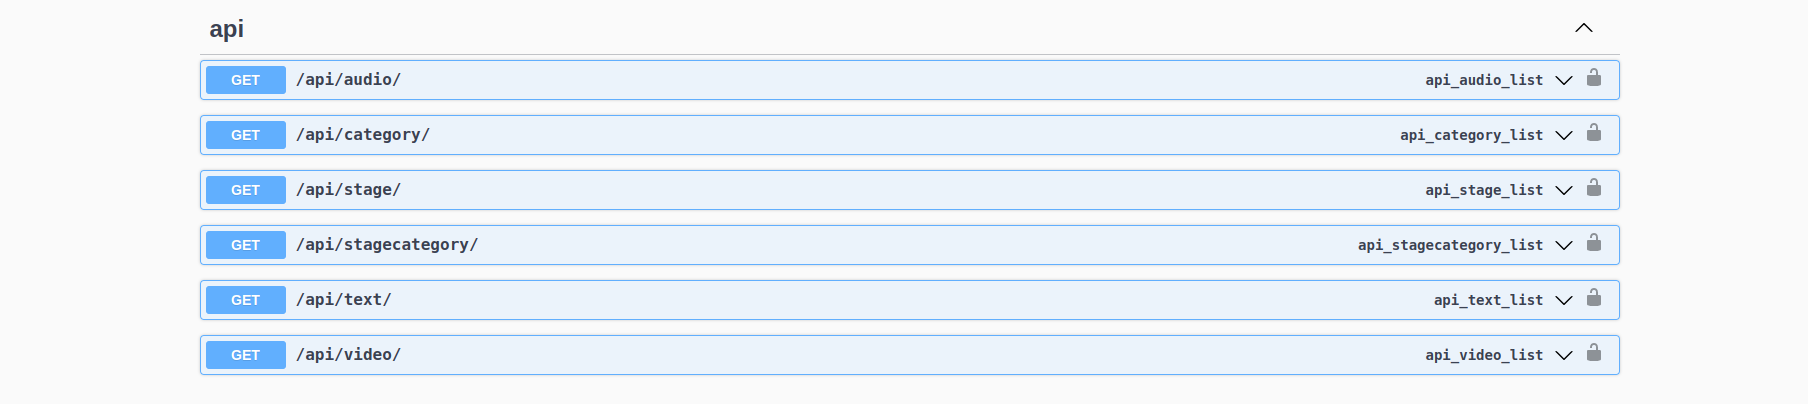 api
GET /api/audio/ api_audio_list
GET /api/category/ api_category_list
GET /api/stage/ api_stage_list
GET /api/stagecategory/ api_stagecategory_list
GET /api/text/ api_text_list
GET /api/video/ api_video_list